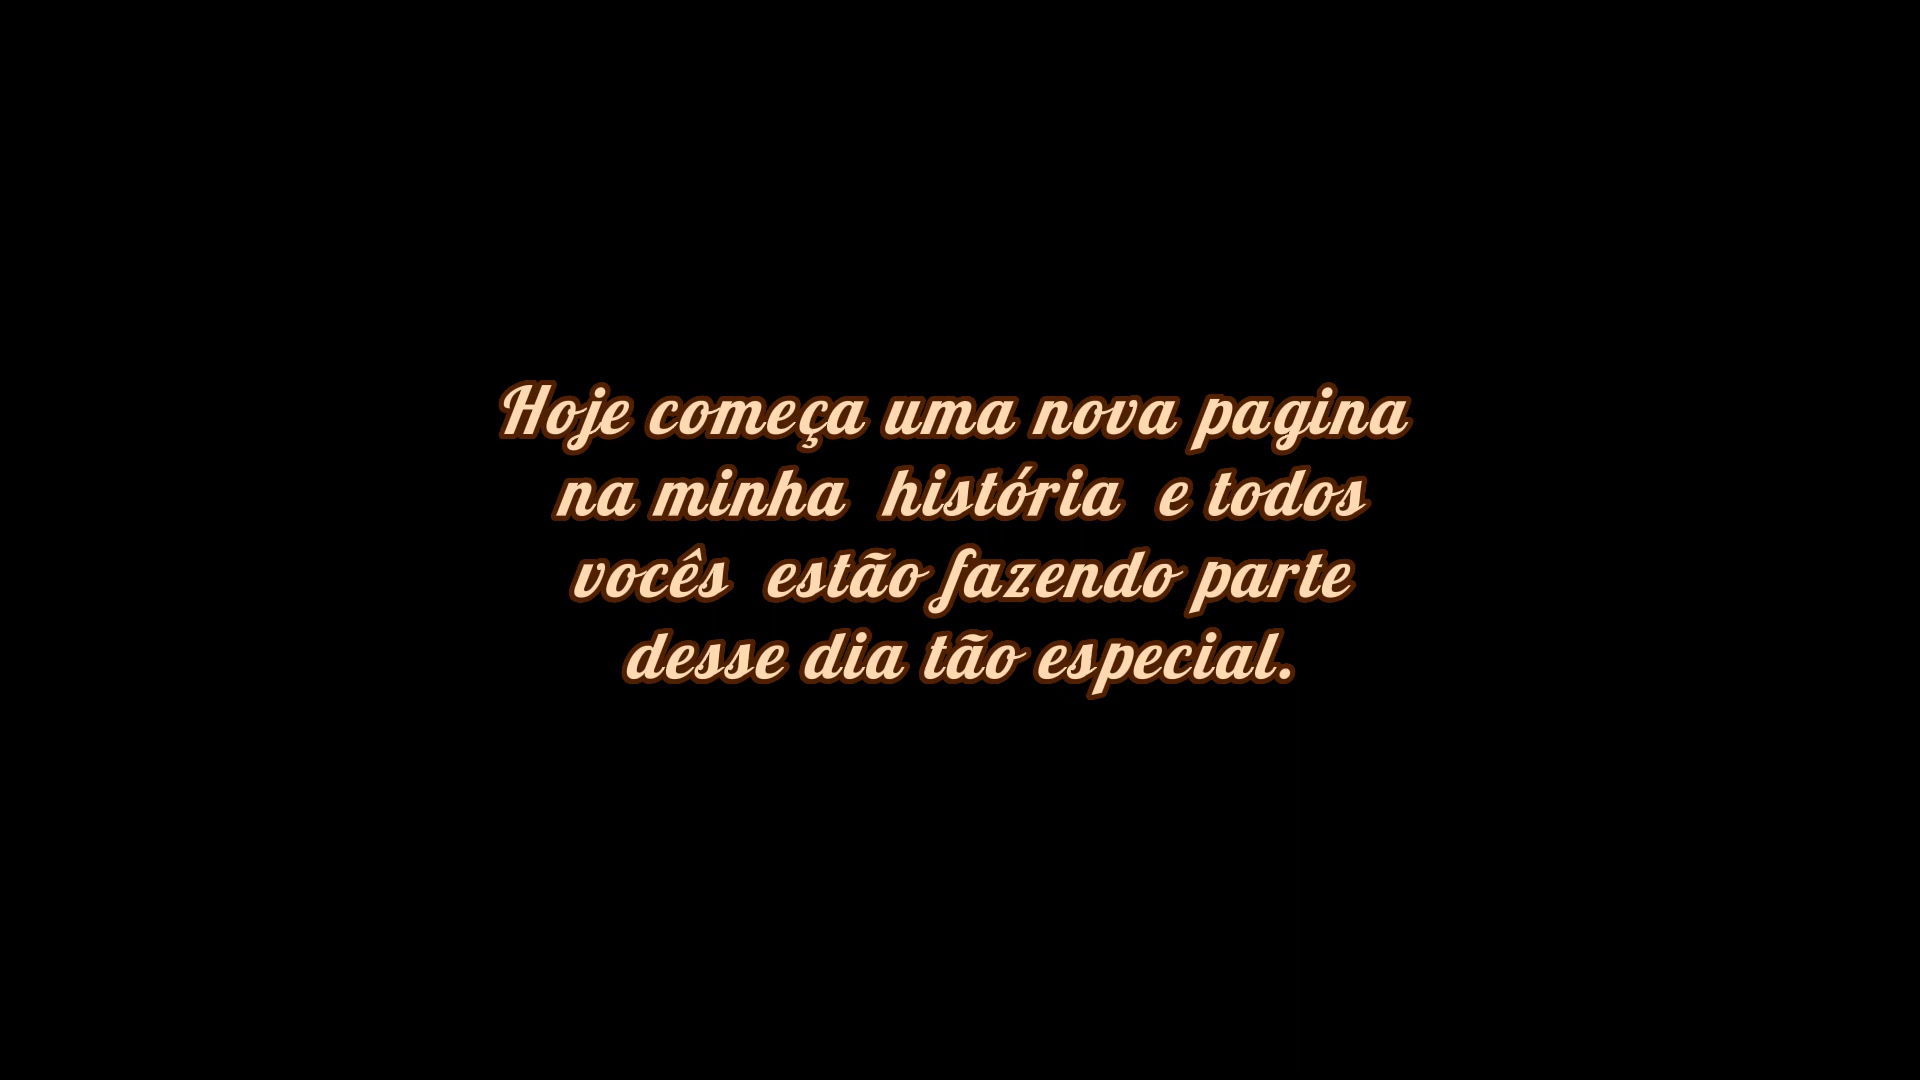 Hoje começa uma nova pagina
na minha  história  e todos
vocês  estão fazendo parte
desse dia tão especial.